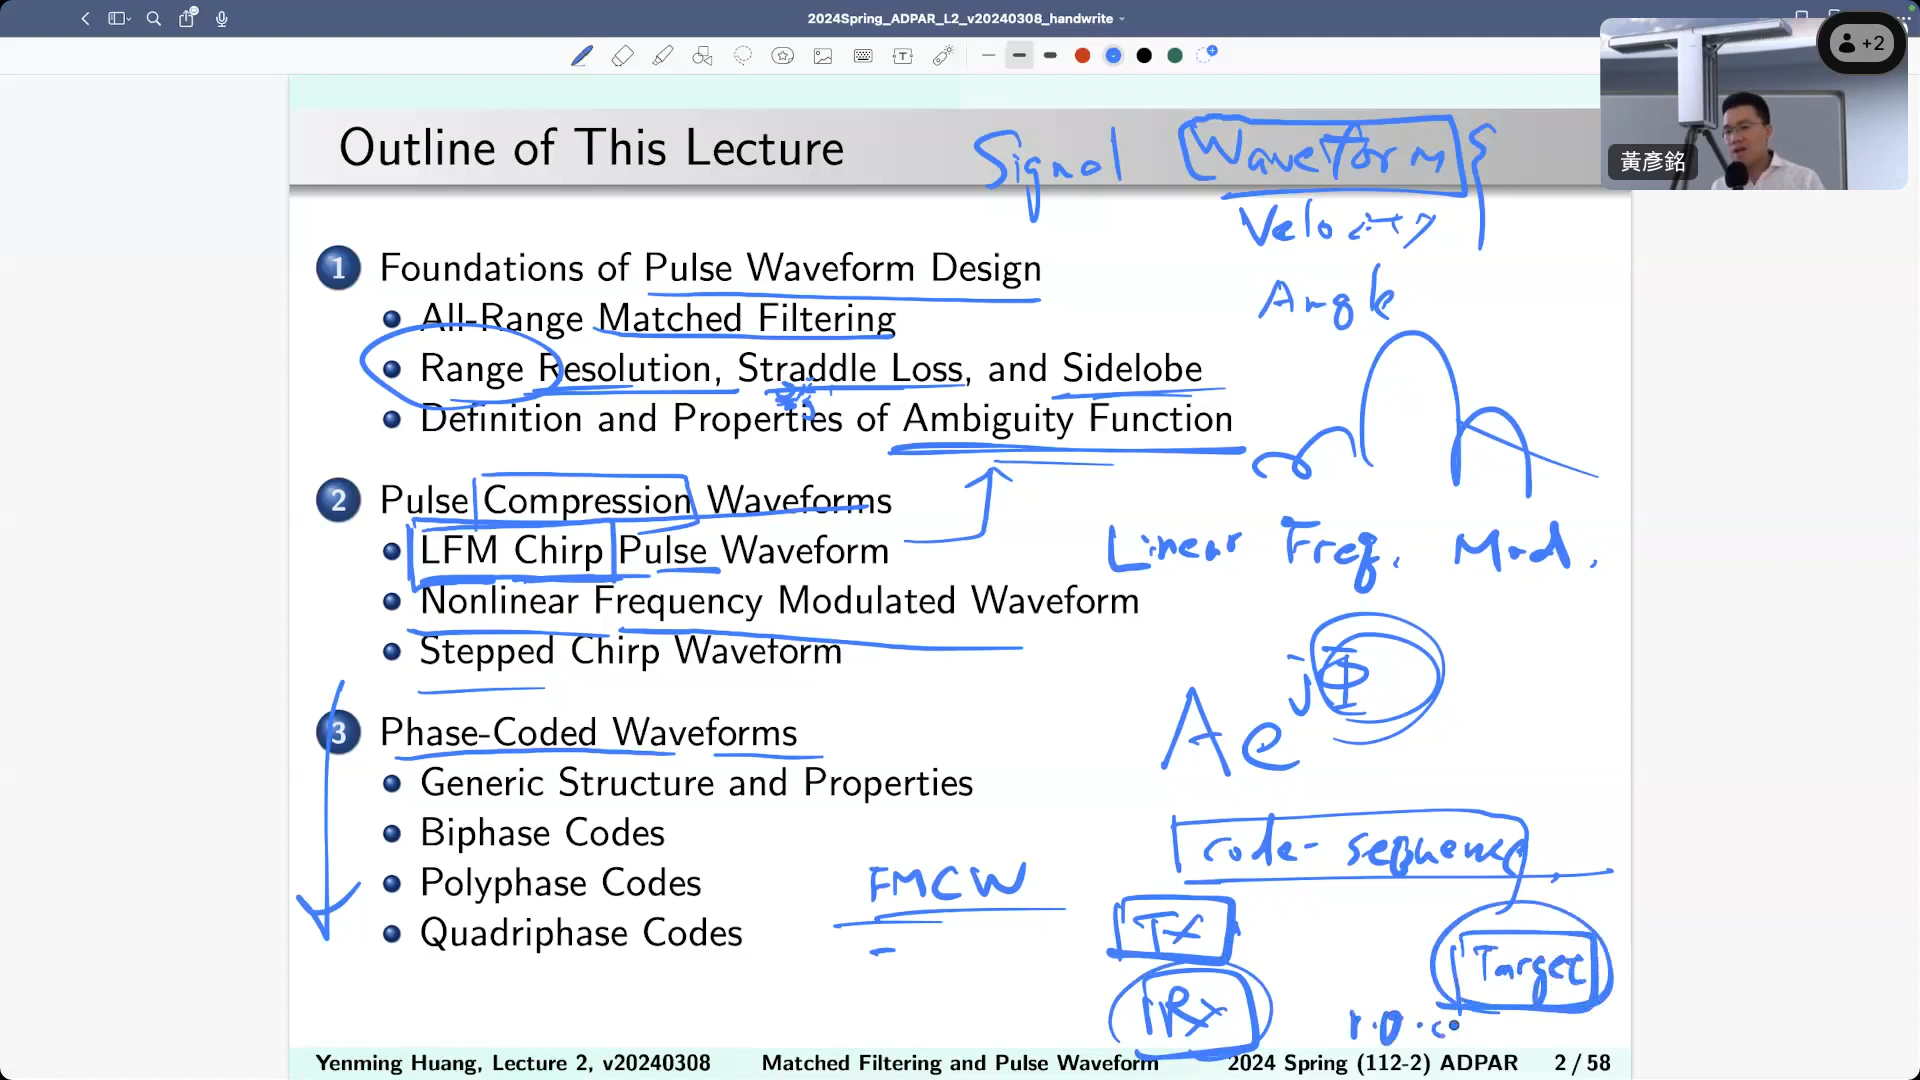 2024Spring_ADPAR_L2_v20240308_handwrite
+2
黃彥銘
Outline of This Lecture
Signal Waveform
Velocity
Angle
1 Foundations of Pulse Waveform Design
All-Range Matched Filtering
Range Resolution, Straddle Loss, and Sidelobe
Definition and Properties of Ambiguity Function
2 Pulse Compression Waveforms
LFM Chirp Pulse Waveform
Linear Freq. Mod.
Nonlinear Frequency Modulated Waveform
Stepped Chirp Waveform
A e jΦ
3 Phase-Coded Waveforms
Generic Structure and Properties
Biphase Codes
code-sequence
Polyphase Codes
FMCW
Quadriphase Codes
Tx
Target
Rx
Yenming Huang, Lecture 2, v20240308 Matched Filtering and Pulse Waveform 2024 Spring (112-2) ADPAR 2 / 58